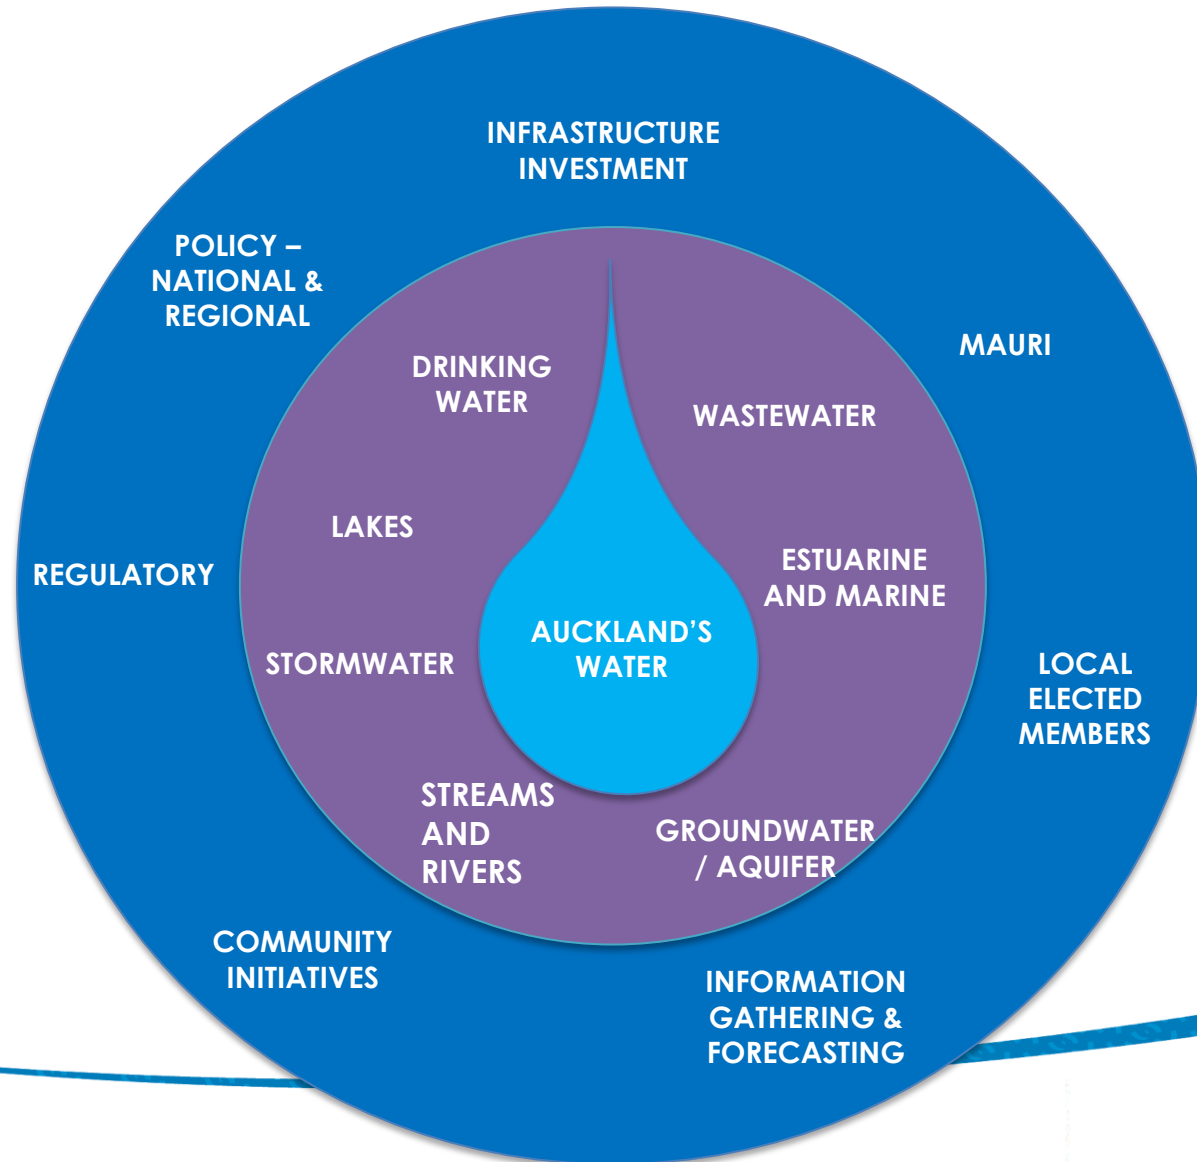 INFRASTRUCTURE
INVESTMENT
POLICY –
NATIONAL &
REGIONAL
MAURI
DRINKING
WATER
WASTEWATER
LAKES
ESTUARINE
AND MARINE
REGULATORY
AUCKLAND’S
WATER
STORMWATER
LOCAL
ELECTED
MEMBERS
STREAMS
AND
RIVERS
GROUNDWATER
/ AQUIFER
COMMUNITY
INITIATIVES
INFORMATION
GATHERING &
FORECASTING